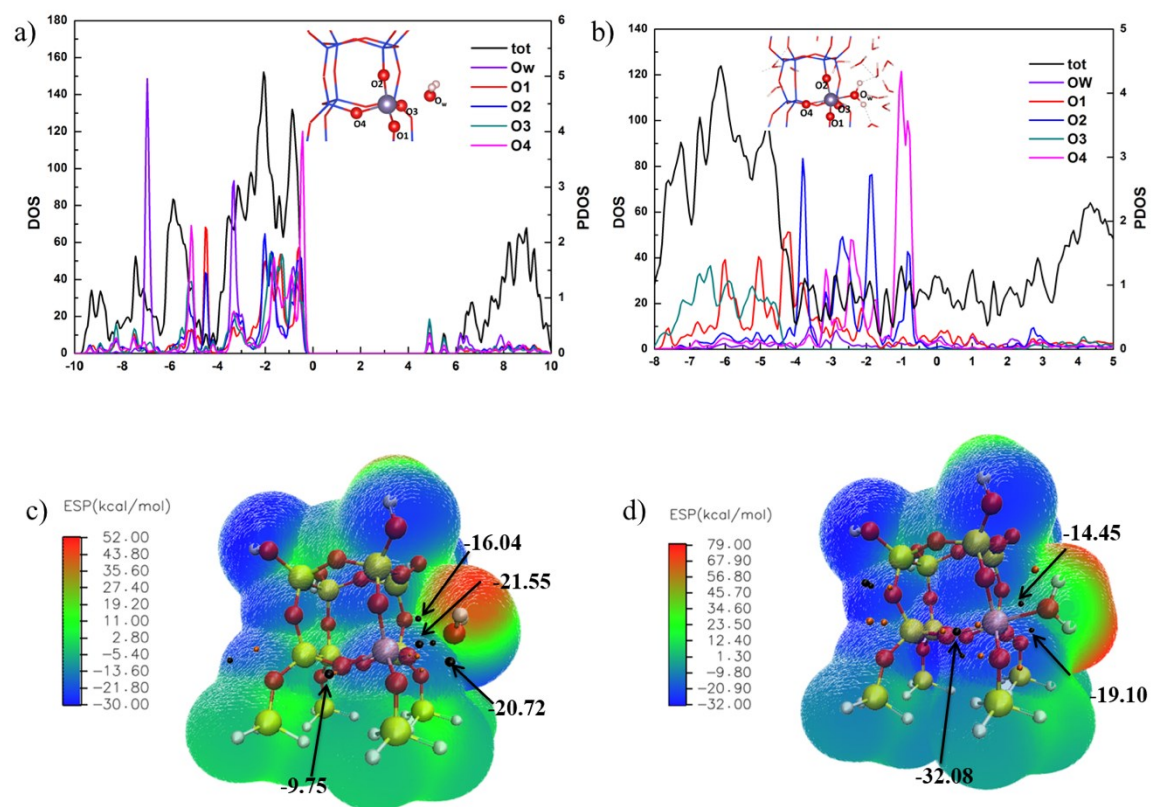 a)
180
160
140
120
100
80
60
40
20
0
DOS
-10 -8 -6 -4 -2 0 2 4 6 8 10
6
5
4
3
2
1
0
PDOS
tot
Ow
O1
O2
O3
O4
O2
Ow
O3
O4
O1
b)
140
120
100
80
60
40
20
0
DOS
-8 -7 -6 -5 -4 -3 -2 -1 0 1 2 3 4 5
5
4
3
2
1
0
PDOS
tot
OW
O1
O2
O3
O4
O2
Ow
O4
O3
O1
c)
ESP(kcal/mol)
52.00
43.80
35.60
27.40
19.20
11.00
2.80
-5.40
-13.60
-21.80
-30.00
-16.04
-21.55
-20.72
-9.75
d)
ESP(kcal/mol)
79.00
67.90
56.80
45.70
34.60
23.50
12.40
1.30
-9.80
-20.90
-32.00
-14.45
-19.10
-32.08